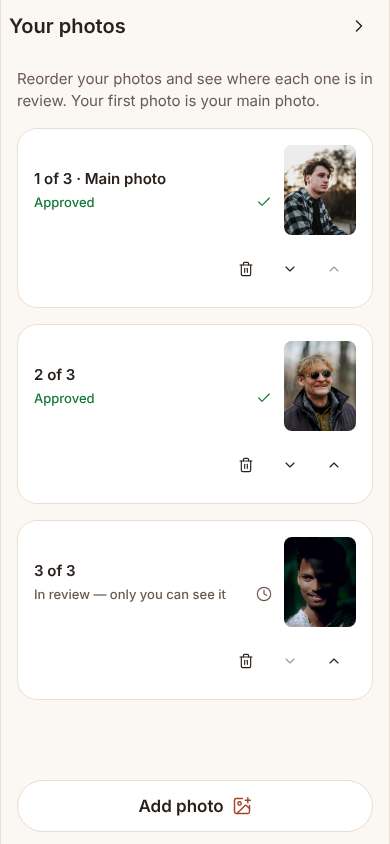 Your photos
Reorder your photos and see where each one is in
review. Your first photo is your main photo.
1 of 3 · Main photo
Approved
2 of 3
Approved
3 of 3
In review — only you can see it
Add photo